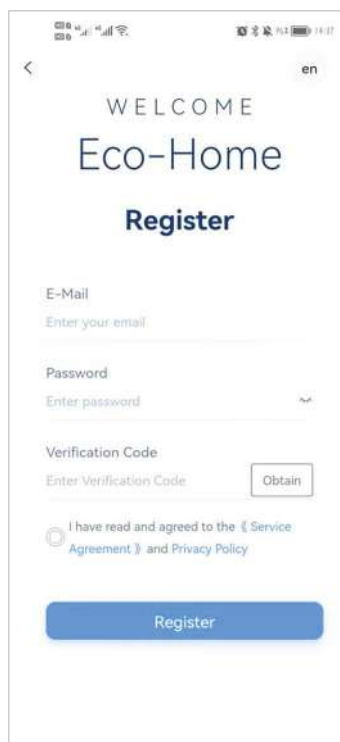 en
WELCOME
Eco-Home
Register
E-Mail
Enter your email
Password
Enter password
Verification Code
Enter Verification Code
Obtain
I have read and agreed to the 《 Service
Agreement 》 and Privacy Policy
Register